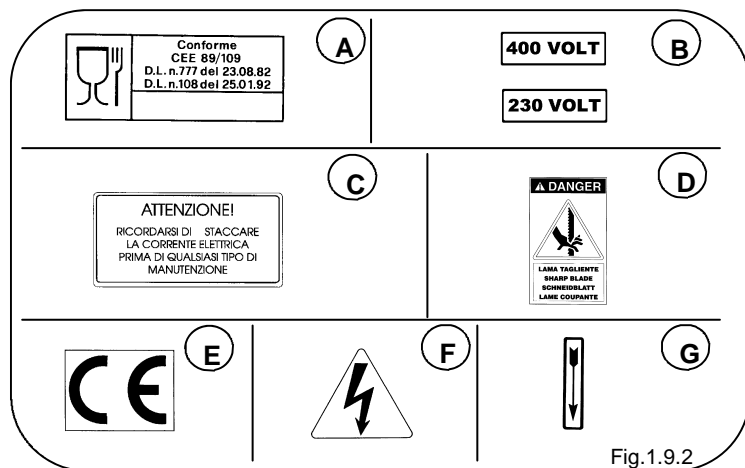 Conforme
CEE 89/109
D.L. n.777 del 23.08.82
D.L. n.108 del 25.01.92
A
400 VOLT
230 VOLT
B
ATTENZIONE!
RICORDARSI DI STACCARE
LA CORRENTE ELETTRICA
PRIMA DI QUALSIASI TIPO DI
MANUTENZIONE
C
DANGER
LAMA TAGLIENTE
SHARP BLADE
SCHNEIDBLATT
LAME COUPANTE
D
CE
E
F
G
Fig.1.9.2